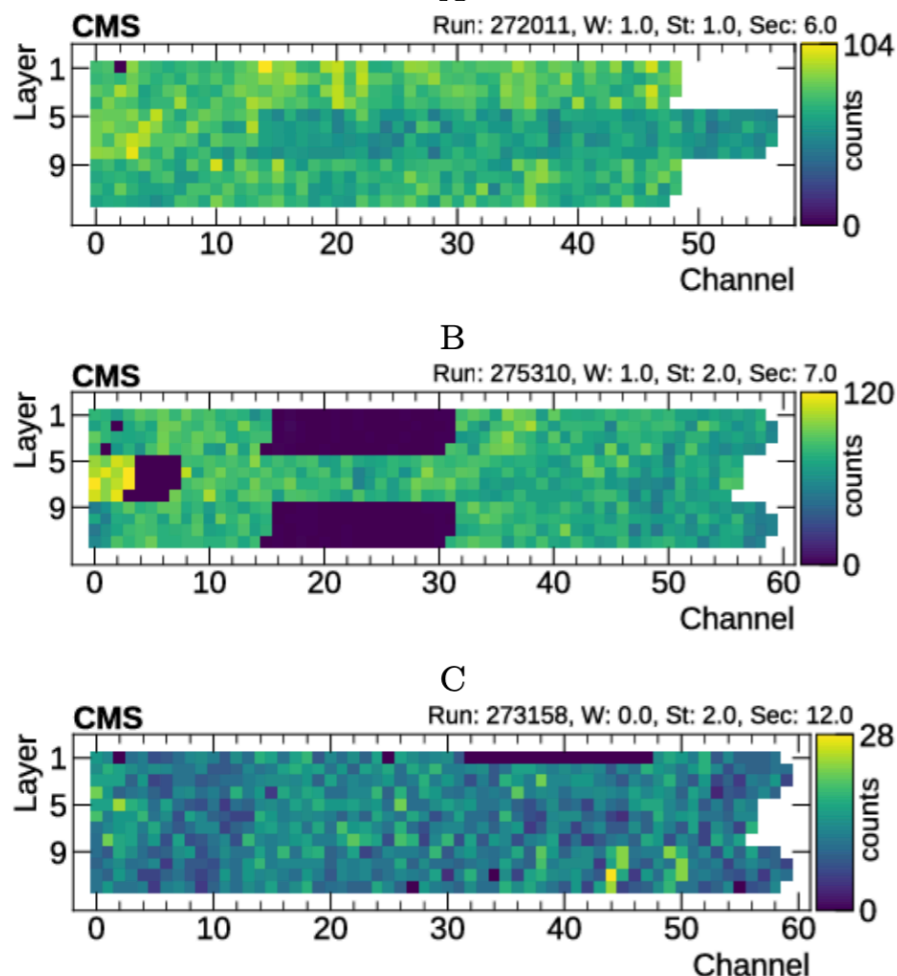 CMS Run: 272011, W: 1.0, St: 1.0, Sec: 6.0
Layer
1
5
9
104
counts
0
0 10 20 30 40 50
Channel
B
CMS Run: 275310, W: 1.0, St: 2.0, Sec: 7.0
Layer
1
5
9
120
counts
0
0 10 20 30 40 50 60
Channel
C
CMS Run: 273158, W: 0.0, St: 2.0, Sec: 12.0
Layer
1
5
9
28
counts
0
0 10 20 30 40 50 60
Channel